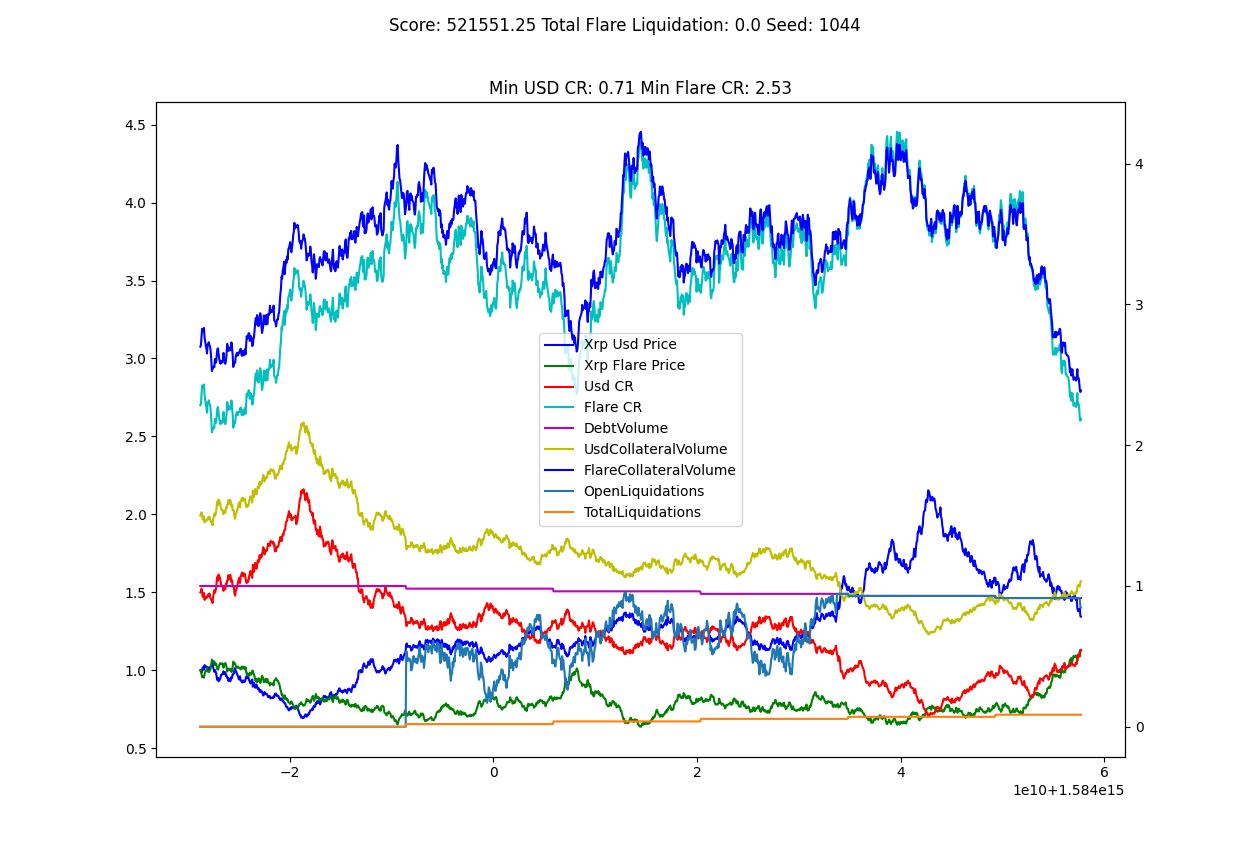 Score: 521551.25 Total Flare Liquidation: 0.0 Seed: 1044
Min USD CR: 0.71 Min Flare CR: 2.53
4.5
4.0
3.5
3.0
2.5
2.0
1.5
1.0
0.5
4
3
2
1
0
Xrp Usd Price
Xrp Flare Price
Usd CR
Flare CR
DebtVolume
UsdCollateralVolume
FlareCollateralVolume
OpenLiquidations
TotalLiquidations
−2 0 2 4 6
1e10+1.584e15